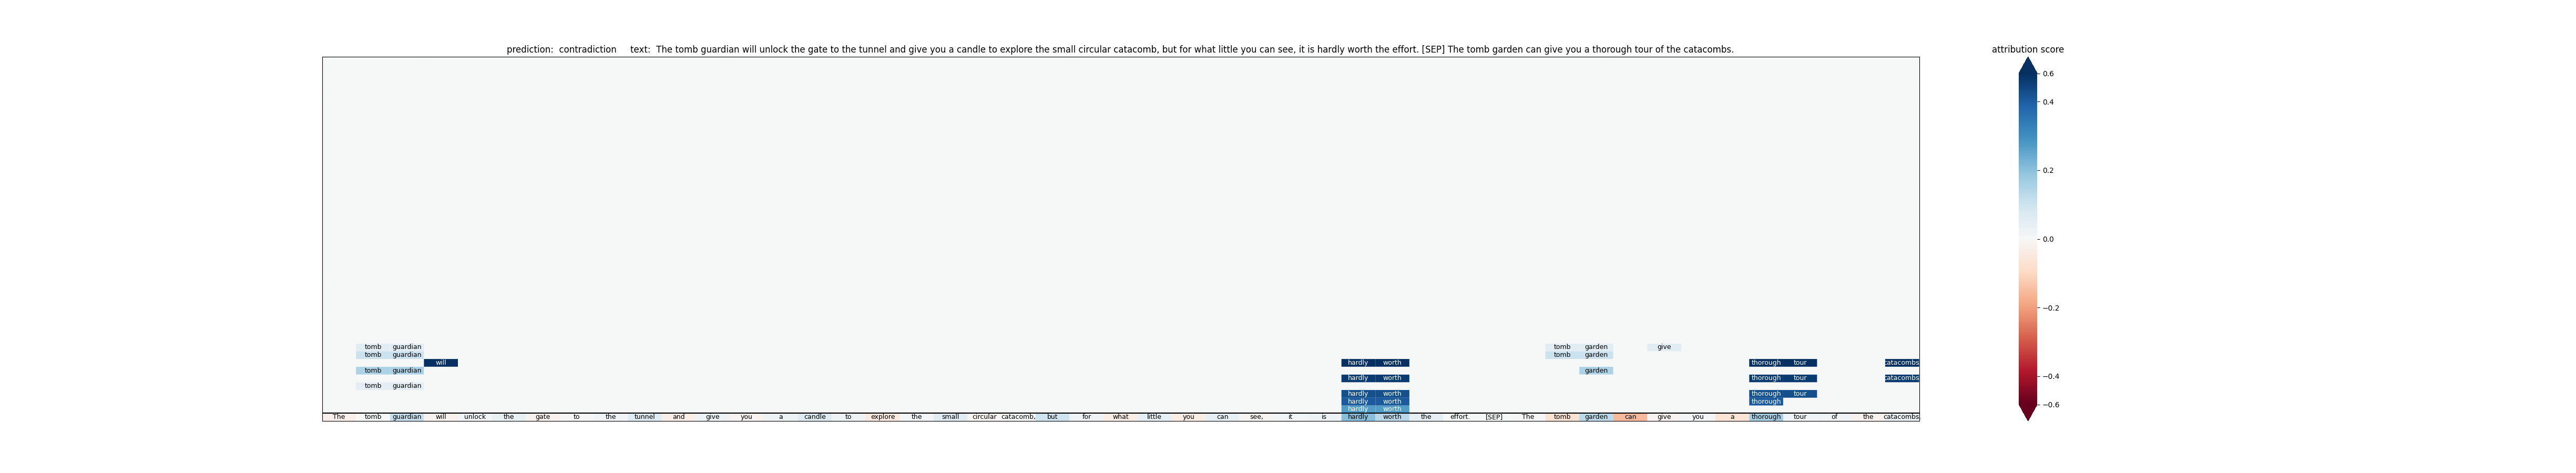 prediction:  contradiction     text:  The tomb guardian will unlock the gate to the tunnel and give you a candle to explore the small circular catacomb, but for what little you can see, it is hardly worth the effort. [SEP] The tomb garden can give you a thorough tour of the catacombs.
attribution score
0.6
0.4
0.2
0.0
−0.2
−0.4
−0.6
tomb guardian tomb garden give
tomb guardian tomb garden
will hardly worth thorough tour catacombs
tomb guardian garden
hardly worth thorough tour catacombs
tomb guardian
hardly worth thorough tour
hardly worth thorough
hardly worth
The tomb guardian will unlock the gate to the tunnel and give you a candle to explore the small circular catacomb, but for what little you can see, it is hardly worth the effort. [SEP] The tomb garden can give you a thorough tour of the catacombs